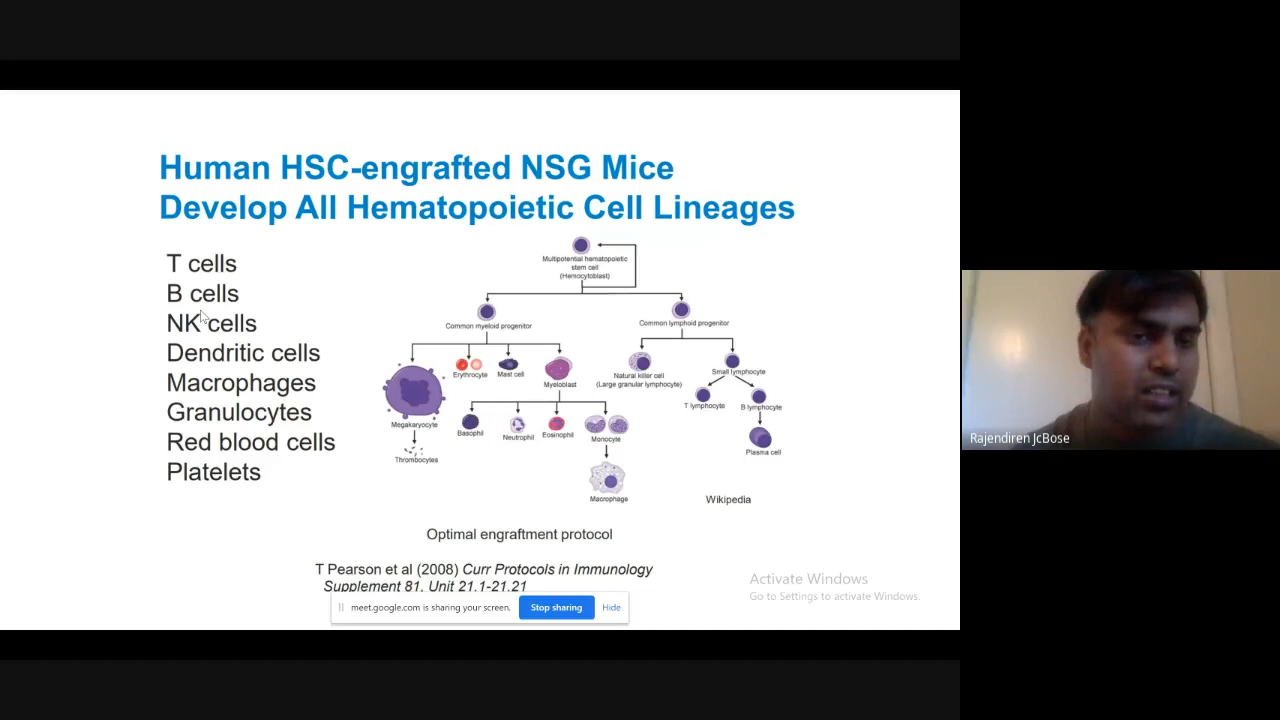 Human HSC-engrafted NSG Mice
Develop All Hematopoietic Cell Lineages
T cells
B cells
NK cells
Dendritic cells
Macrophages
Granulocytes
Red blood cells
Platelets
Multipotential hematopoietic
stem cell
(Hemocytoblast)
Common myeloid progenitor
Common lymphoid progenitor
Erythrocyte
Mast cell
Myeloblast
Natural killer cell
(Large granular lymphocyte)
Small lymphocyte
T lymphocyte
B lymphocyte
Megakaryocyte
Basophil
Neutrophil
Eosinophil
Monocyte
Plasma cell
Thrombocytes
Macrophage
Wikipedia
Optimal engraftment protocol
T Pearson et al (2008) Curr Protocols in Immunology
Supplement 81, Unit 21.1-21.21
meet.google.com is sharing your screen.
Stop sharing
Hide
Activate Windows
Go to Settings to activate Windows.
Rajendiren JcBose